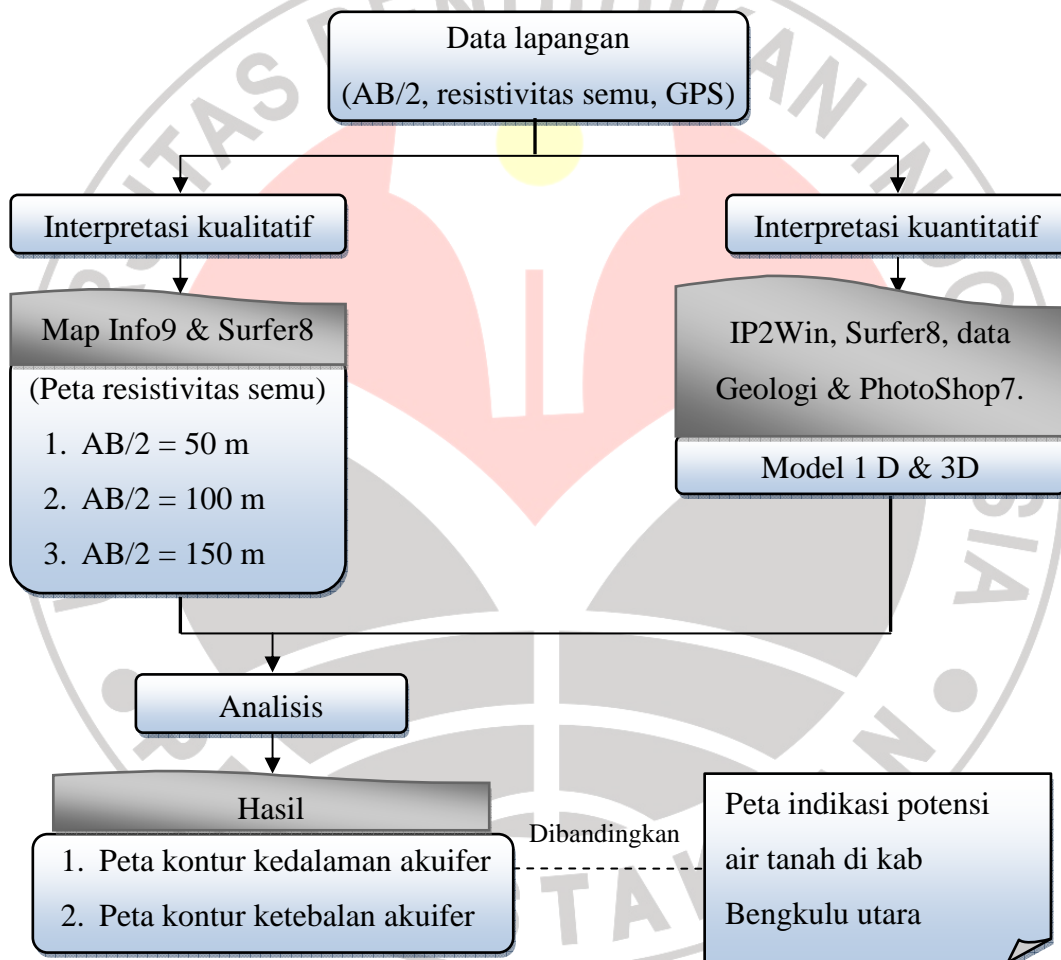 Data lapangan
(AB/2, resistivitas semu, GPS)
Interpretasi kualitatif
Interpretasi kuantitatif
Map Info9 & Surfer8
(Peta resistivitas semu)
1. AB/2 = 50 m
2. AB/2 = 100 m
3. AB/2 = 150 m
IP2Win, Surfer8, data
Geologi & PhotoShop7.
Model 1 D & 3D
Analisis
Hasil
1. Peta kontur kedalaman akuifer
2. Peta kontur ketebalan akuifer
Dibandingkan
Peta indikasi potensi
air tanah di kab
Bengkulu utara